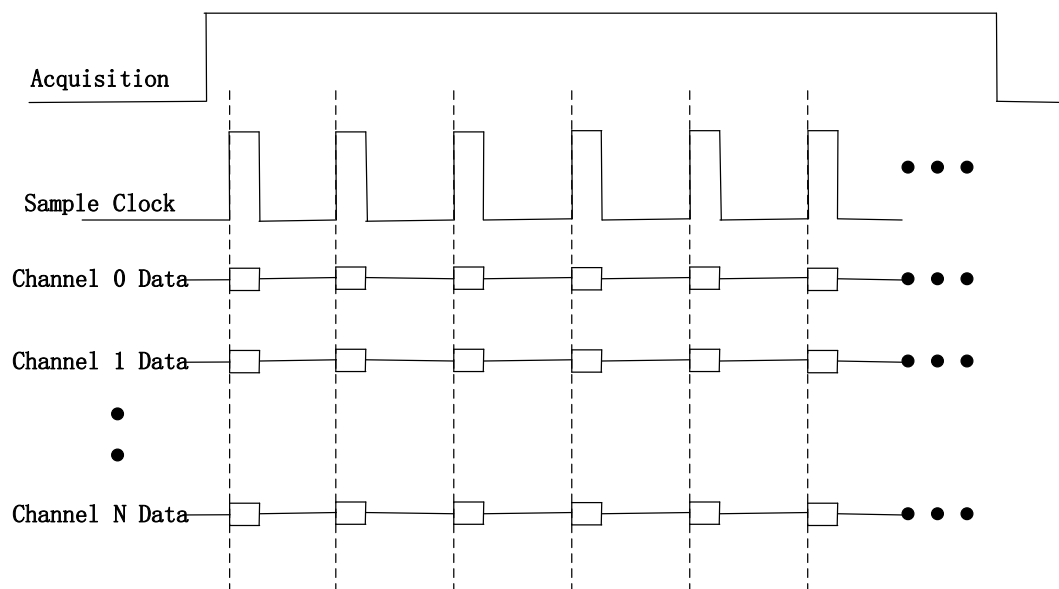 Acquisition
Sample Clock
Channel 0 Data
Channel 1 Data
Channel N Data